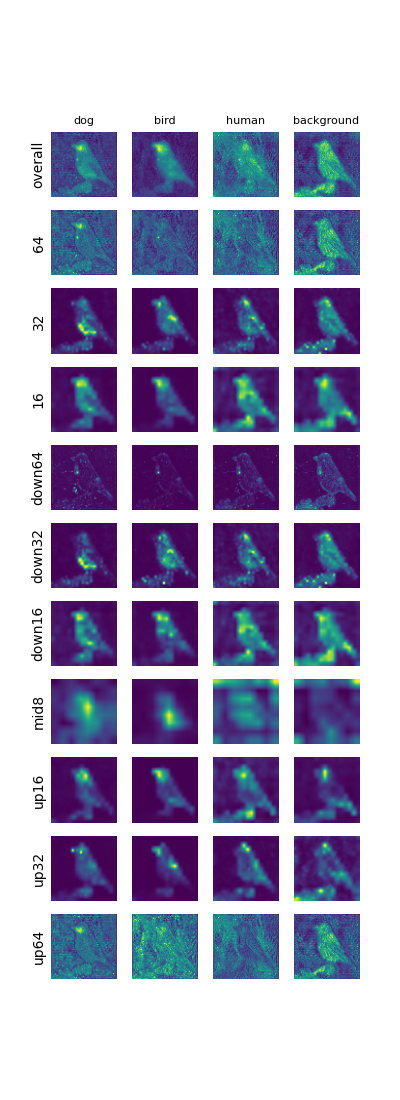 dog bird human background
overall
64
32
16
down64
down32
down16
mid8
up16
up32
up64